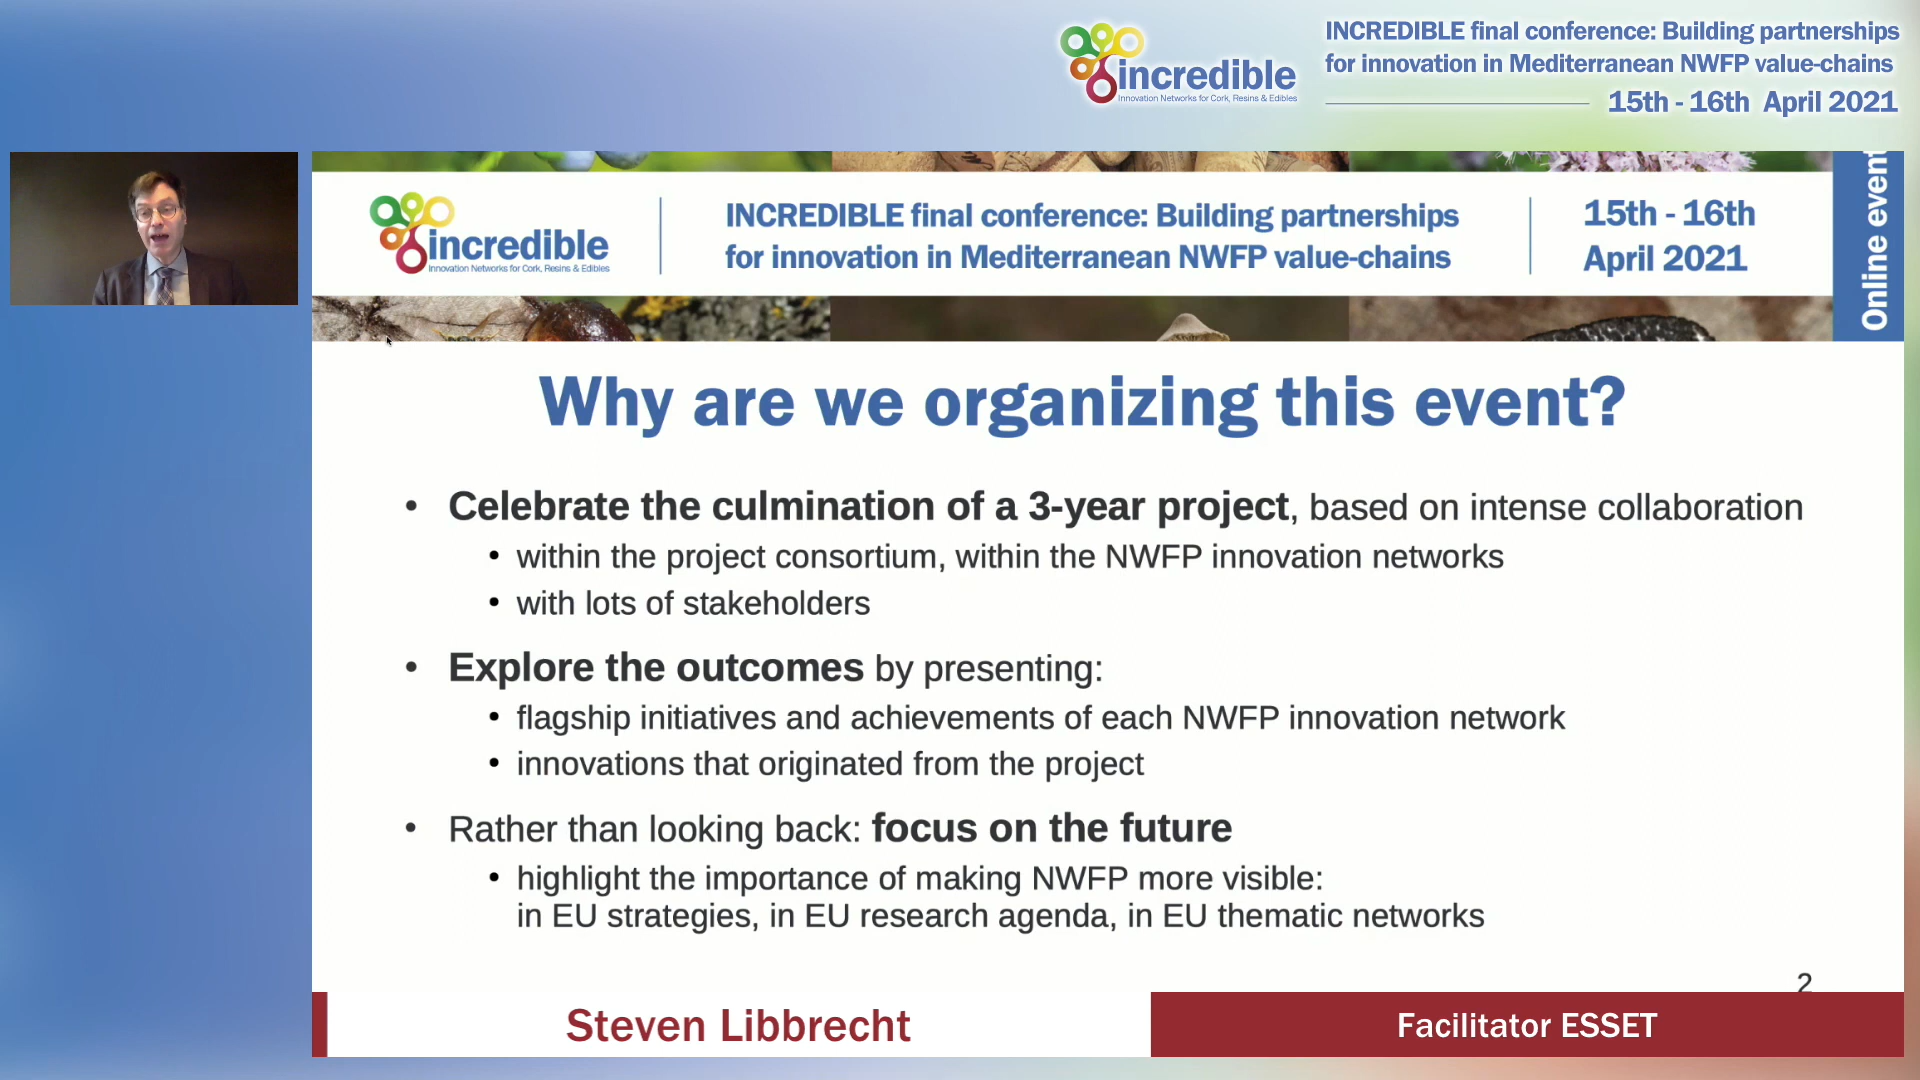 incredible
Innovation Networks for Cork, Resins & Edibles
INCREDIBLE final conference: Building partnerships
for innovation in Mediterranean NWFP value-chains
15th - 16th April 2021
incredible
Innovation Networks for Cork, Resins & Edibles
INCREDIBLE final conference: Building partnerships
for innovation in Mediterranean NWFP value-chains
15th - 16th
April 2021
Online event
Why are we organizing this event?
• Celebrate the culmination of a 3-year project, based on intense collaboration
• within the project consortium, within the NWFP innovation networks
• with lots of stakeholders
• Explore the outcomes by presenting:
• flagship initiatives and achievements of each NWFP innovation network
• innovations that originated from the project
• Rather than looking back: focus on the future
• highlight the importance of making NWFP more visible:
in EU strategies, in EU research agenda, in EU thematic networks
2
Steven Libbrecht
Facilitator ESSET